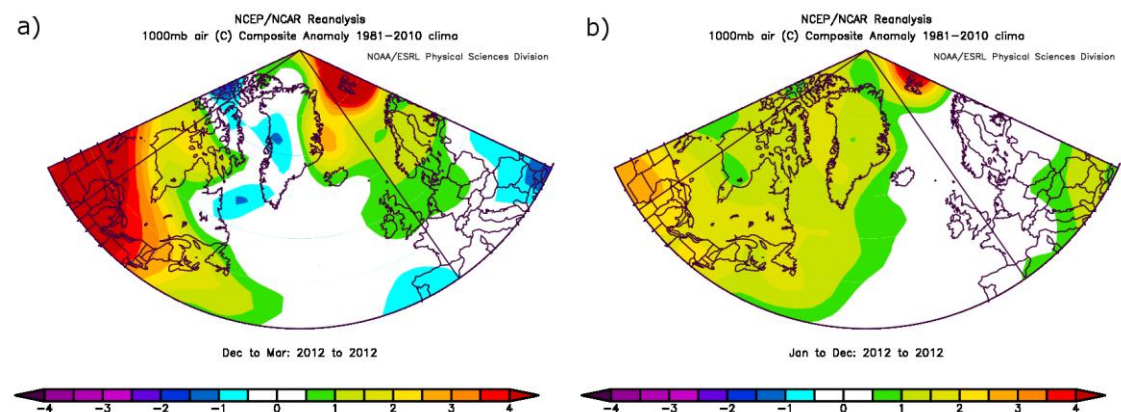 a)
NCEP/NCAR Reanalysis
1000mb air (C) Composite Anomaly 1981-2010 clima
NOAA/ESRL Physical Sciences Division
Dec to Mar: 2012 to 2012
-4 -3 -2 -1 0 1 2 3 4
b)
NCEP/NCAR Reanalysis
1000mb air (C) Composite Anomaly 1981-2010 clima
NOAA/ESRL Physical Sciences Division
Jan to Dec: 2012 to 2012
-4 -3 -2 -1 0 1 2 3 4